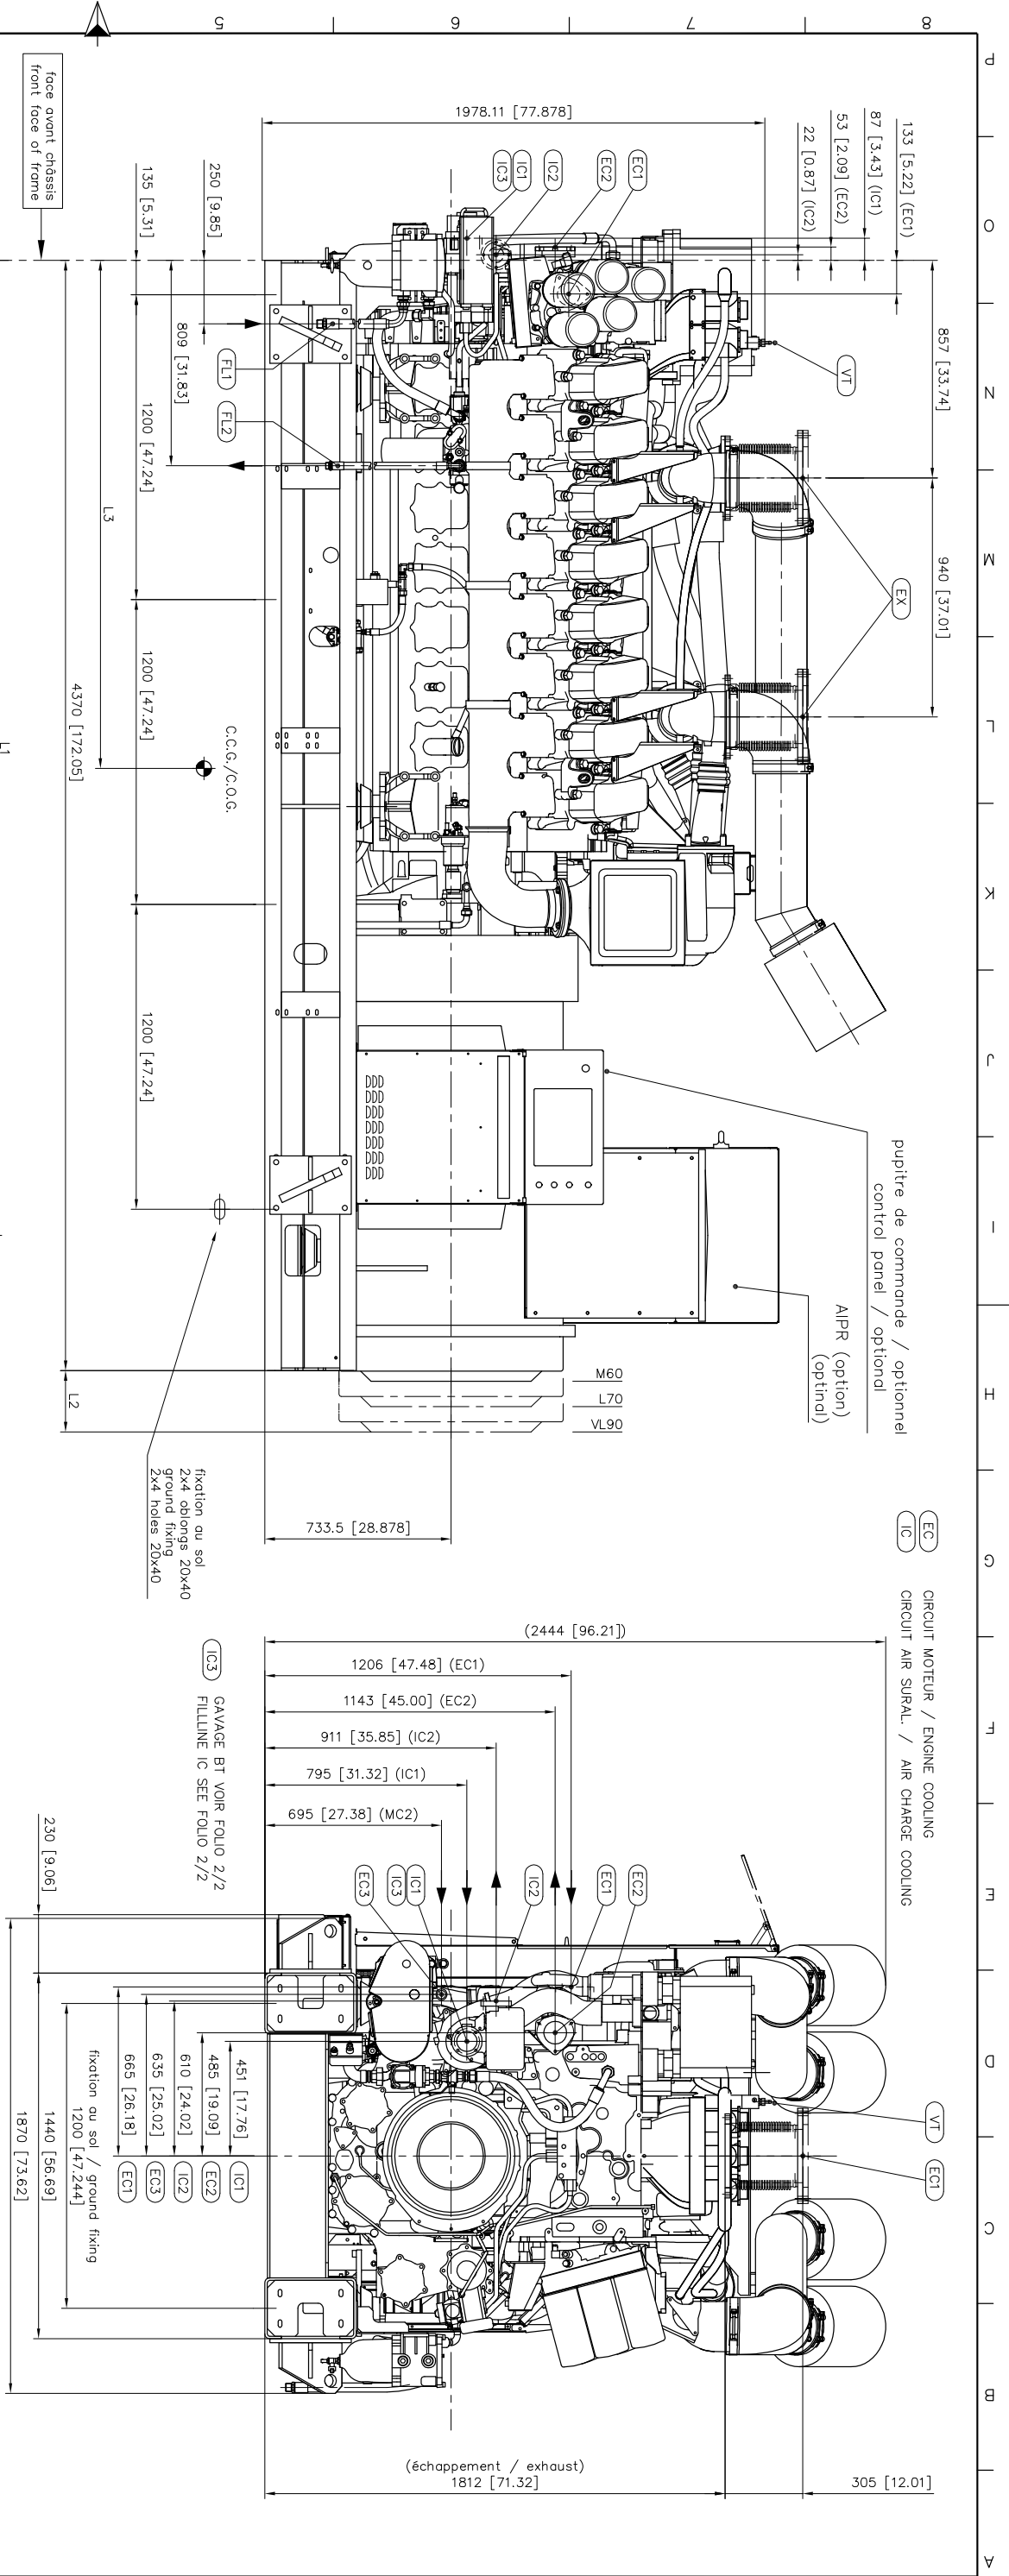 8
7
6
5
P
O
N
M
L
K
J
I
H
G
F
E
D
C
B
A
face avant châssis
front face of frame
1978.11 [77.878]
133 [5.22] (EC1)
87 [3.43] (IC1)
53 [2.09] (EC2)
22 [0.87] (IC2)
250 [9.85]
135 [5.31]
EC1
EC2
IC2
IC1
IC3
857 [33.74]
940 [37.01]
VT
EX
809 [31.83]
FL1
FL2
1200 [47.24]
L3
1200 [47.24]
4370 [172.05]
C.C.G./C.O.G.
L1
1200 [47.24]
pupitre de commande / optionnel
control panel / optional
AIPR (option)
(optinal)
M60
L70
VL90
L2
fixation au sol
2x4 oblongs 20x40
ground fixing
2x4 holes 20x40
733.5 [28.878]
EC CIRCUIT MOTEUR / ENGINE COOLING
IC CIRCUIT AIR SURAL. / AIR CHARGE COOLING
(2444 [96.21])
1206 [47.48] (EC1)
1143 [45.00] (EC2)
911 [35.85] (IC2)
795 [31.32] (IC1)
695 [27.38] (MC2)
IC3 GAVAGE BT VOIR FOLIO 2/2
FILLLINE IC SEE FOLIO 2/2
230 [9.06]
EC2
EC1
IC2
IC1
IC3
EC3
VT
EC1
451 [17.76] IC1
485 [19.09] EC2
610 [24.02] IC2
635 [25.02] EC3
665 [26.18] EC1
fixation au sol / ground fixing
1200 [47.244]
1440 [56.69]
1870 [73.62]
(échappement / exhaust)
1812 [71.32]
305 [12.01]